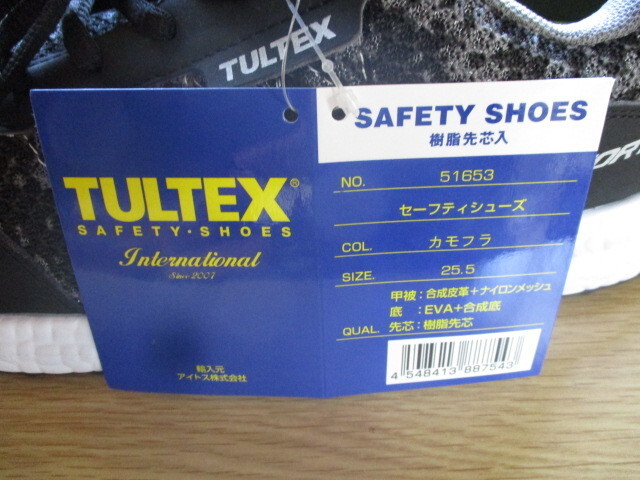 TULTEX
TULTEX®
SAFETY・SHOES
International
Since 2007
輸入元
アイトス株式会社
SAFETY SHOES
樹脂先芯入
NO. 51653
セーフティシューズ
COL. カモフラ
SIZE. 25.5
甲被:合成皮革+ナイロンメッシュ
底 :EVA+合成底
QUAL. 先芯:樹脂先芯
4 548413 887543